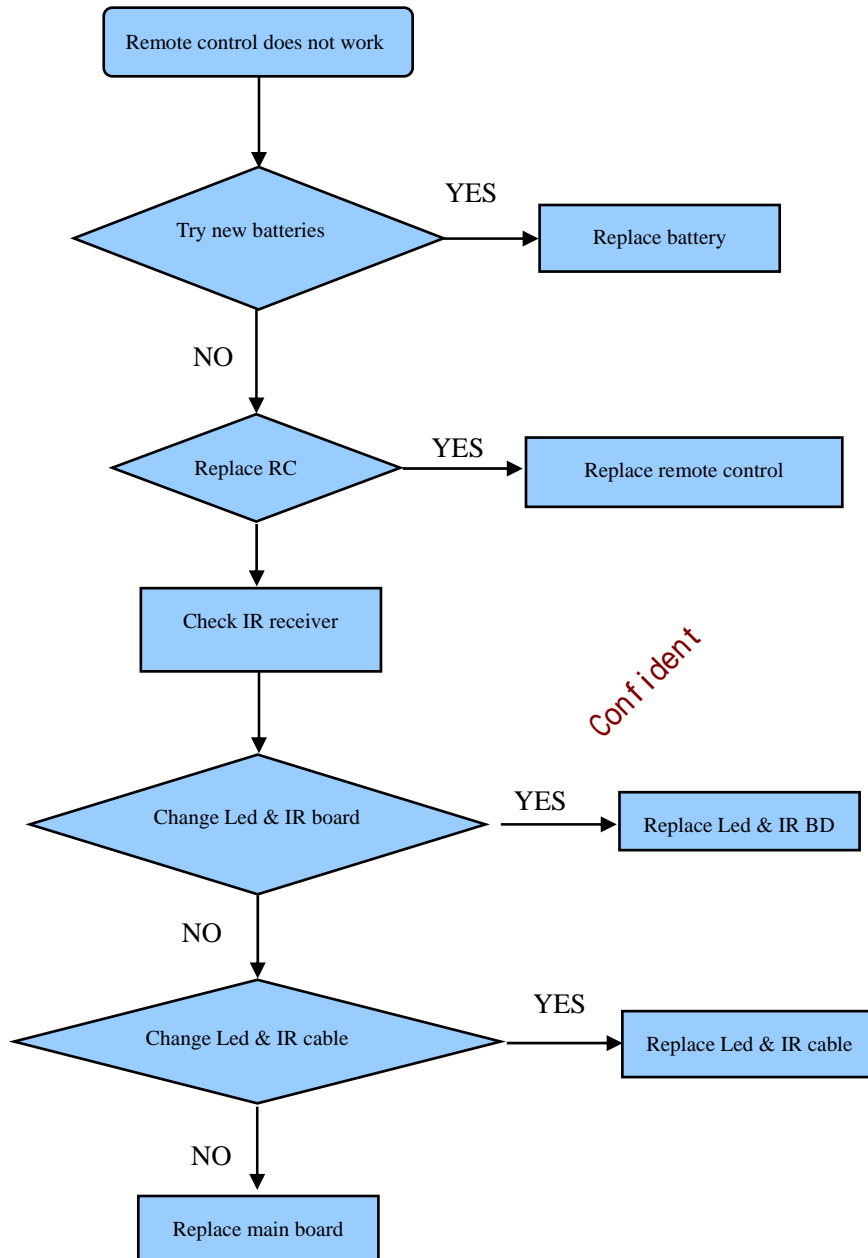 Remote control does not work
YES
Try new batteries
Replace battery
NO
YES
Replace RC
Replace remote control
Check IR receiver
Confident
YES
Change Led & IR board
Replace Led & IR BD
NO
YES
Change Led & IR cable
Replace Led & IR cable
NO
Replace main board